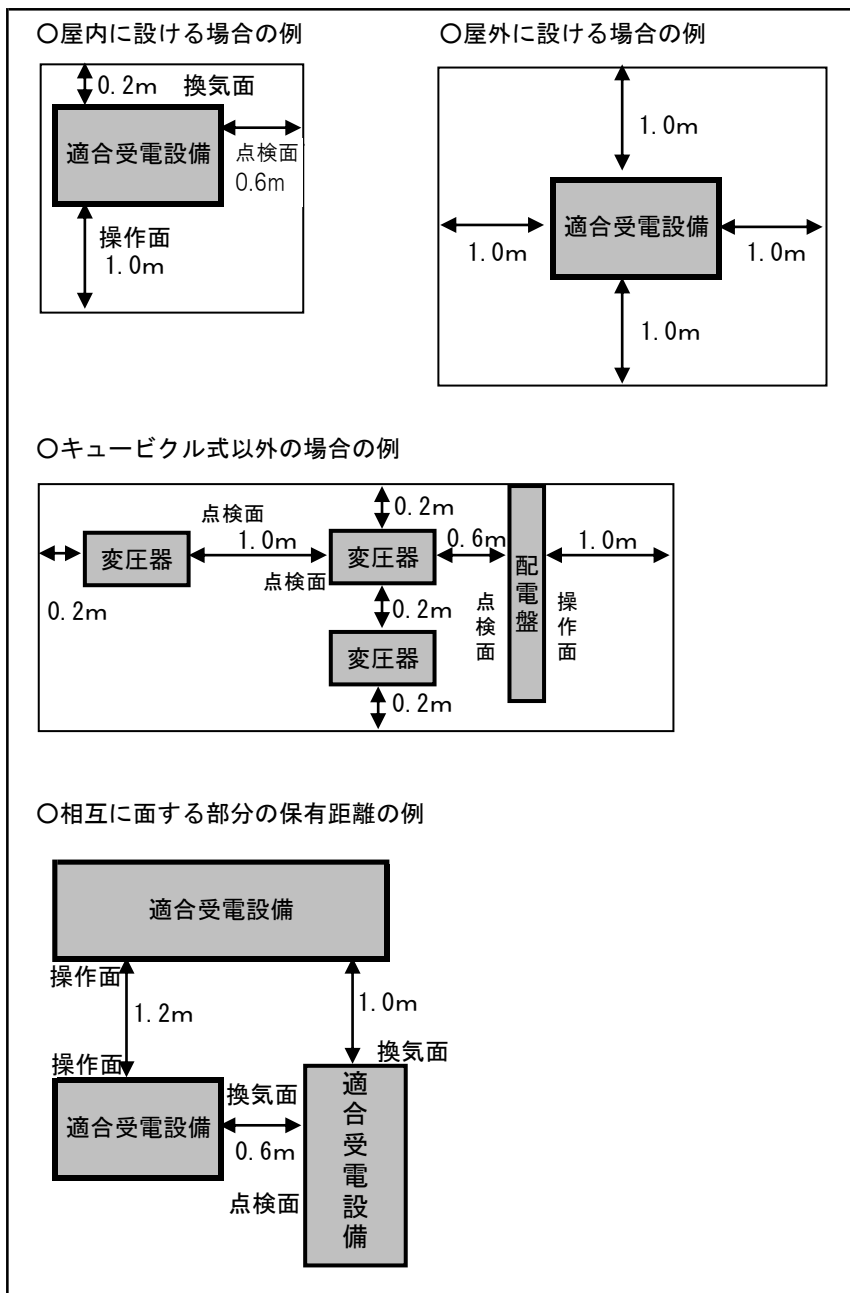 ○屋内に設ける場合の例
0.2m 換気面
適合受電設備
点検面
0.6m
操作面
1.0m
○屋外に設ける場合の例
1.0m
適合受電設備
1.0m
1.0m
1.0m
○キュービクル式以外の場合の例
0.2m
変圧器
点検面
1.0m
点検面
0.2m
変圧器
0.2m
変圧器
0.2m
0.6m
点検面
配電盤
操作面
1.0m
○相互に面する部分の保有距離の例
適合受電設備
操作面
1.2m
1.0m
操作面
換気面
適合受電設備
換気面
0.6m
点検面
適合受電設備